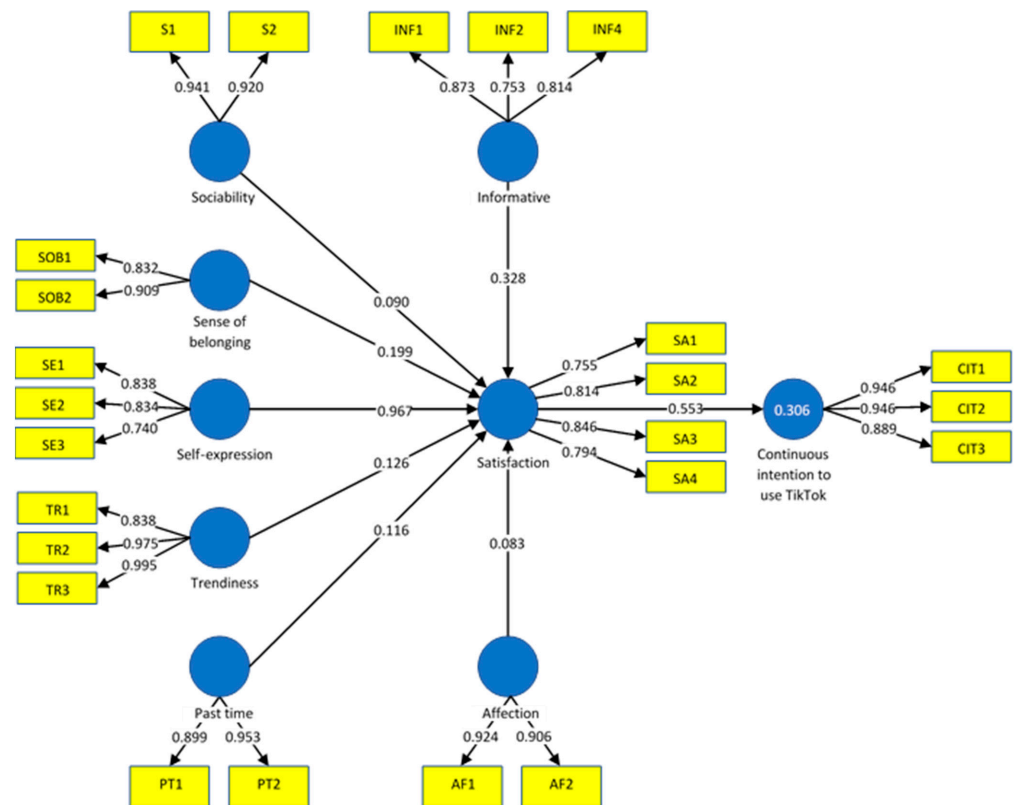 S1
S2
INF1
INF2
INF4
0.941
0.920
0.873
0.753
0.814
Sociability
Informative
SOB1
SOB2
0.832
0.909
Sense of
belonging
0.090
0.328
0.199
SE1
SE2
SE3
0.838
0.834
0.740
Self-expression
0.967
Satisfaction
0.755
0.814
0.846
0.794
SA1
SA2
SA3
SA4
0.553
0.306
Continuous
intention to
use TikTok
0.946
0.946
0.889
CIT1
CIT2
CIT3
TR1
TR2
TR3
0.838
0.975
0.995
Trendiness
0.126
0.116
0.083
Past time
0.899
0.953
PT1
PT2
Affection
0.924
0.906
AF1
AF2